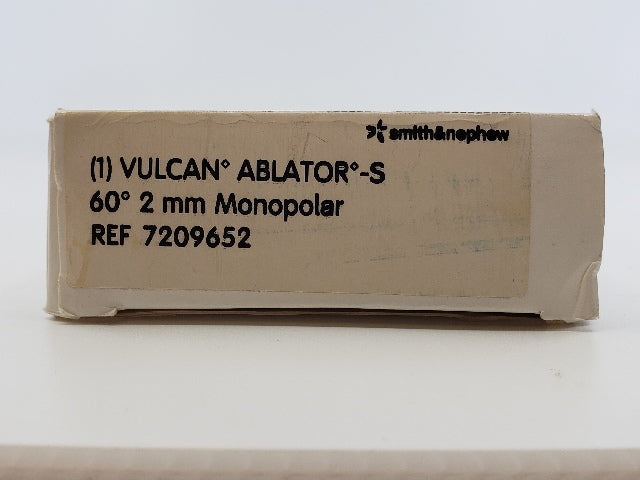 smith&nephew
(1) VULCAN° ABLATOR°-S
60° 2 mm Monopolar
REF 7209652